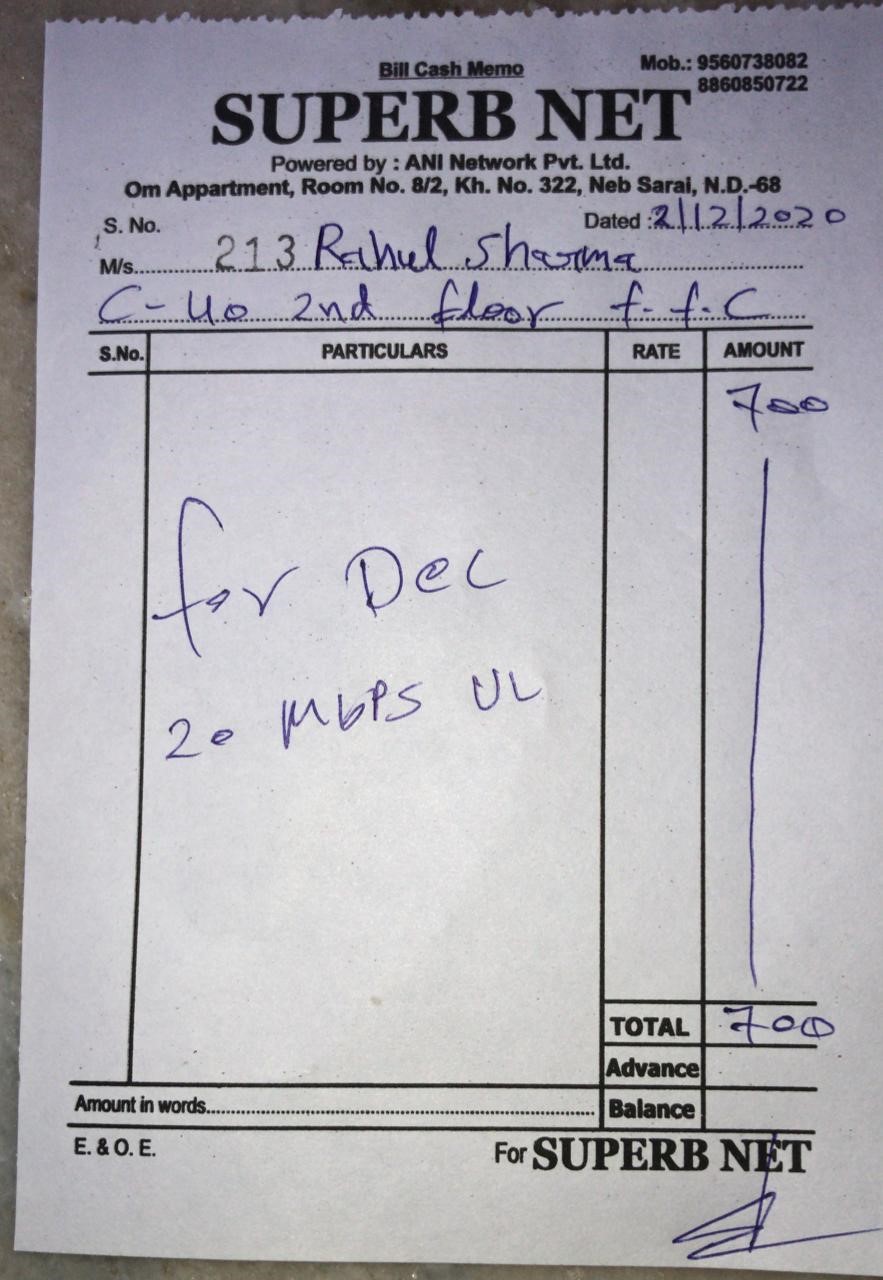 Bill Cash Memo
Mob.: 9560738082
8860850722
SUPERB NET
Powered by : ANI Network Pvt. Ltd.
Om Appartment, Room No. 8/2, Kh. No. 322, Neb Sarai, N.D.-68
S. No. 213
Dated : 2/12/2020
M/s. Rahul Sharma
C-40 2nd floor f.f.C
S.No. PARTICULARS RATE AMOUNT
700
for Dec
20 Mbps UL
TOTAL 700
Advance
Amount in words
Balance
E. & O. E.
For SUPERB NET